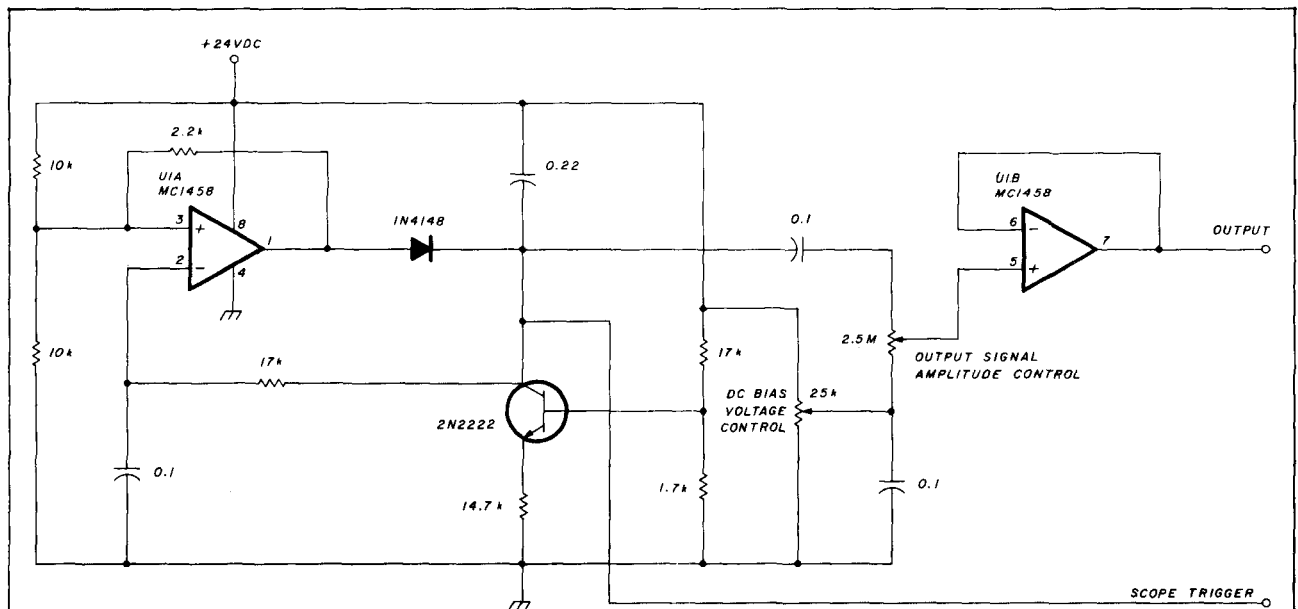 +24VDC
2.2k
10k
U1A
MC1458
3
+
8
1
2
-
4
1N4148
0.22
0.1
U1B
MC1458
6
-
7
5
+
OUTPUT
10k
17k
2N2222
0.1
14.7k
17k
1.7k
DC BIAS
VOLTAGE
CONTROL
25k
2.5M
OUTPUT SIGNAL
AMPLITUDE CONTROL
0.1
SCOPE TRIGGER